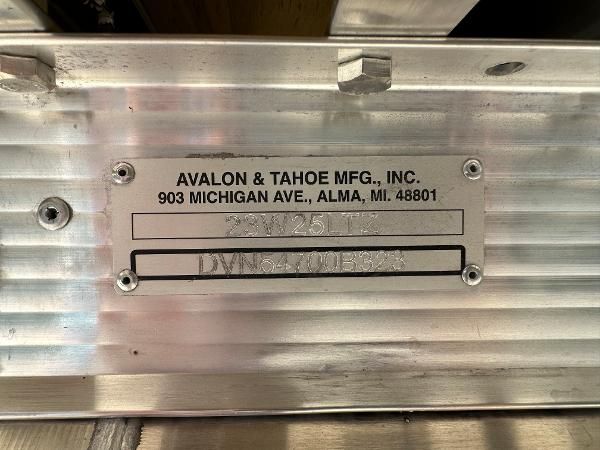 AVALON & TAHOE MFG., INC.
903 MICHIGAN AVE., ALMA, MI. 48801
23W25LTK
DVN64700B323